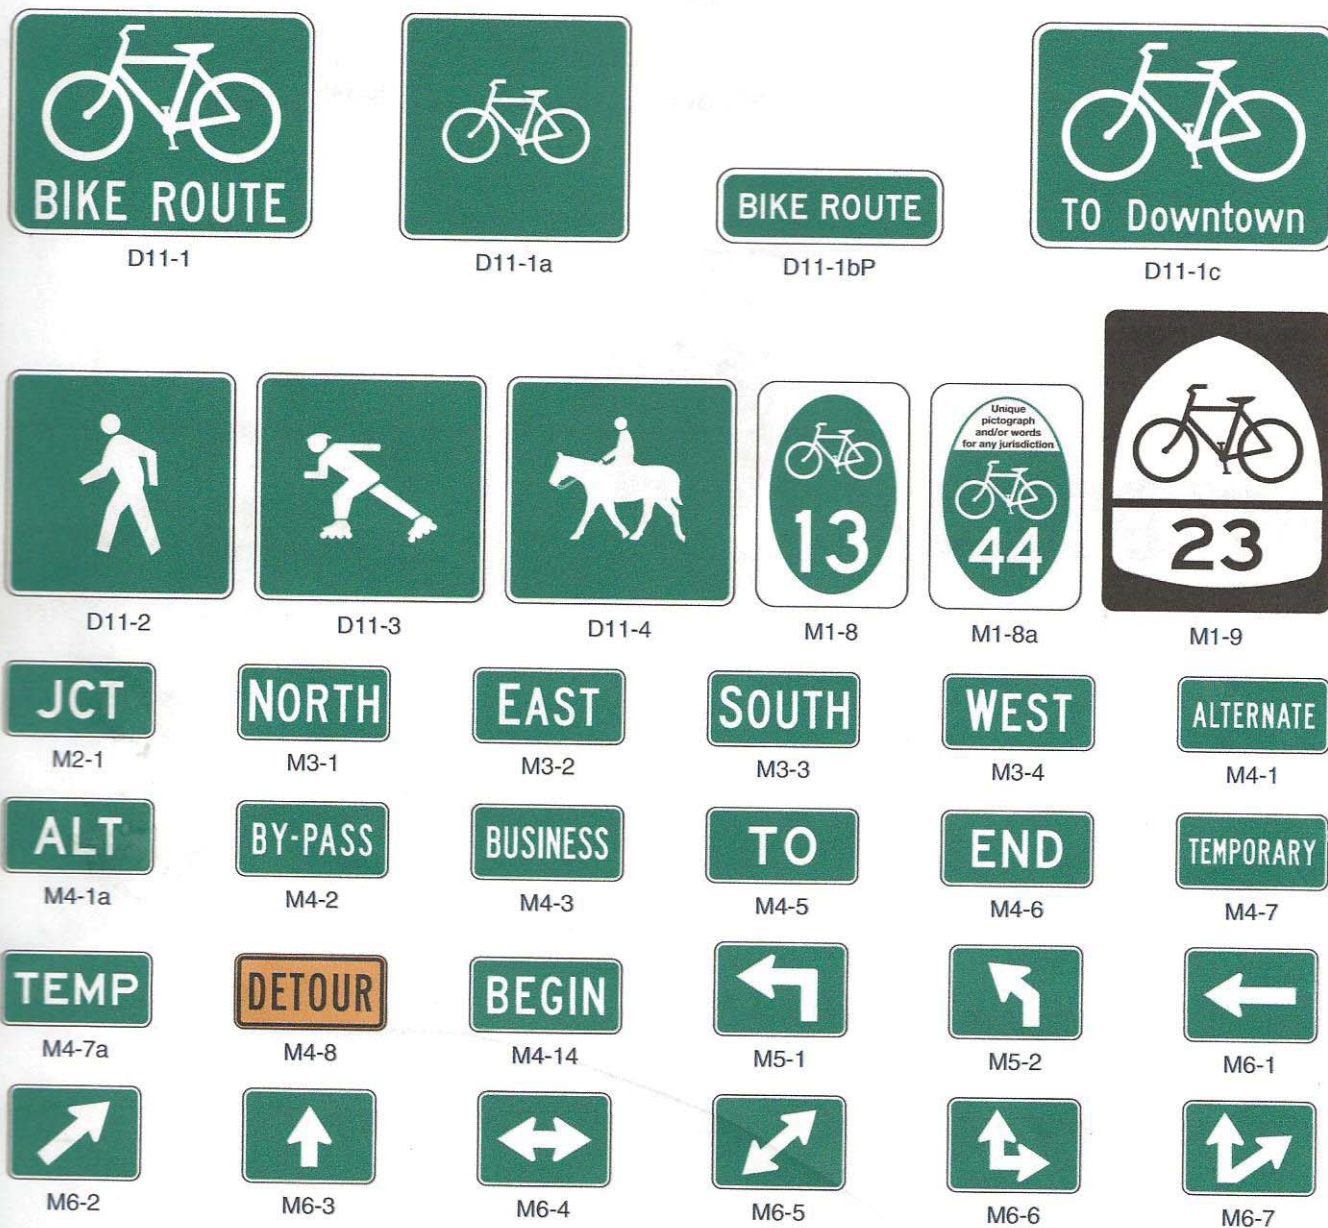 BIKE ROUTE
BIKE ROUTE
TO Downtown
D11-1
D11-1a
D11-1bP
D11-1c
Unique
pictograph
and/or words
for any jurisdiction
13
44
23
D11-2
D11-3
D11-4
M1-8
M1-8a
M1-9
JCT
NORTH
EAST
SOUTH
WEST
ALTERNATE
M2-1
M3-1
M3-2
M3-3
M3-4
M4-1
ALT
BY-PASS
BUSINESS
TO
END
TEMPORARY
M4-1a
M4-2
M4-3
M4-5
M4-6
M4-7
TEMP
DETOUR
BEGIN
M4-7a
M4-8
M4-14
M5-1
M5-2
M6-1
M6-2
M6-3
M6-4
M6-5
M6-6
M6-7